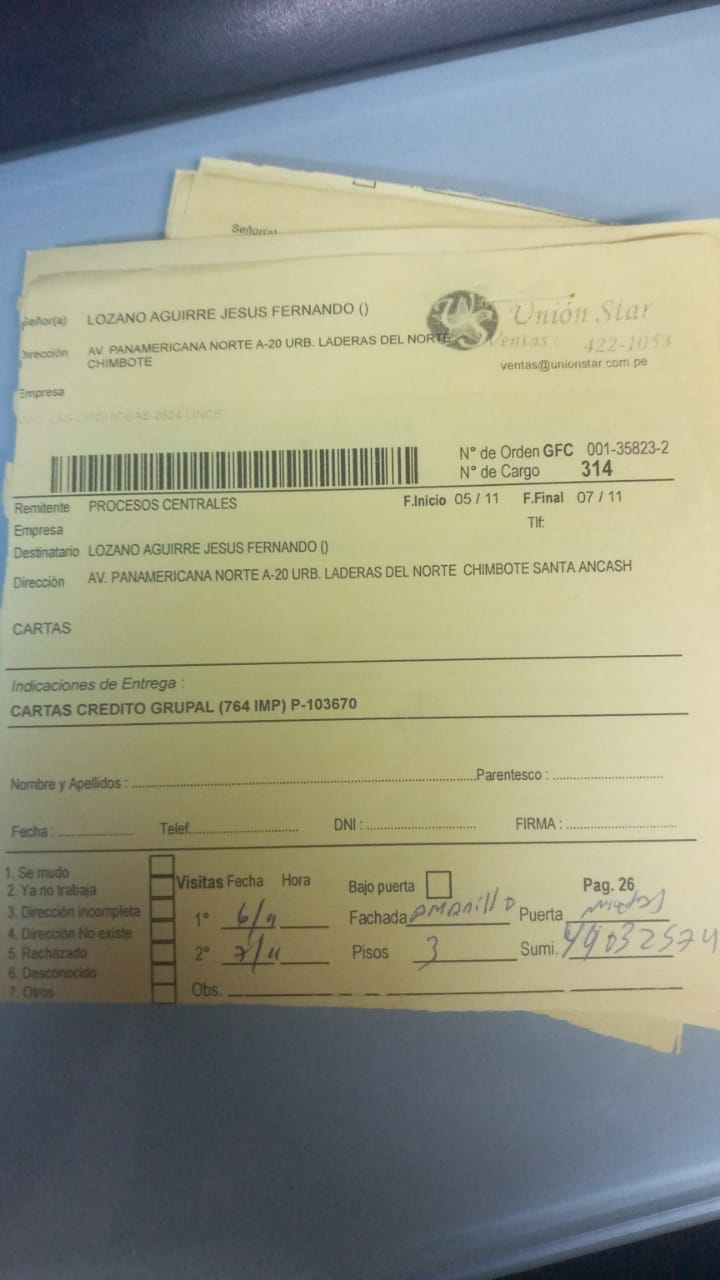 Señor(a)
Señor(a) LOZANO AGUIRRE JESUS FERNANDO ()
Unión Star
Dirección AV. PANAMERICANA NORTE A-20 URB. LADERAS DEL NORTE
CHIMBOTE
Ventas : 422-1053
ventas@unionstar.com.pe
Empresa
LAS ORQUIDEAS 2624 LINCE
N° de Orden GFC 001-35823-2
N° de Cargo 314
Remitente PROCESOS CENTRALES F.Inicio 05 / 11 F.Final 07 / 11
Empresa Tlf:
Destinatario LOZANO AGUIRRE JESUS FERNANDO ()
Dirección AV. PANAMERICANA NORTE A-20 URB. LADERAS DEL NORTE CHIMBOTE SANTA ANCASH
CARTAS
Indicaciones de Entrega :
CARTAS CREDITO GRUPAL (764 IMP) P-103670
Nombre y Apellidos : Parentesco :
Fecha : Telef. DNI : FIRMA :
1. Se mudo
2. Ya no trabaja
3. Dirección incompleta
4. Dirección No existe
5. Rechazado
6. Desconocido
7. Otros
Visitas Fecha Hora Bajo puerta Pag. 26
1° 6/11 Fachada AMARillO Puerta
2° 7/11 Pisos 3 Sumi. 49032574
Obs.